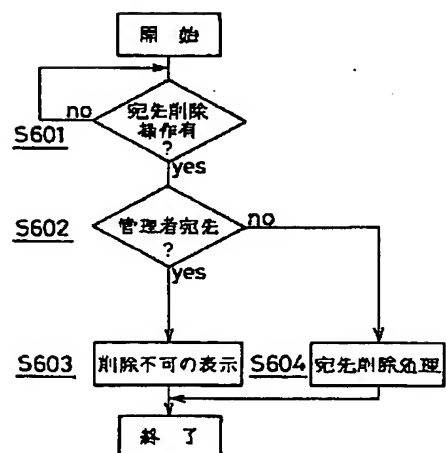 開始
no
宛先削除
操作有
?
S601
yes
S602
管理者宛先
?
no
yes
S603
削除不可の表示
S604
宛先削除処理
終了